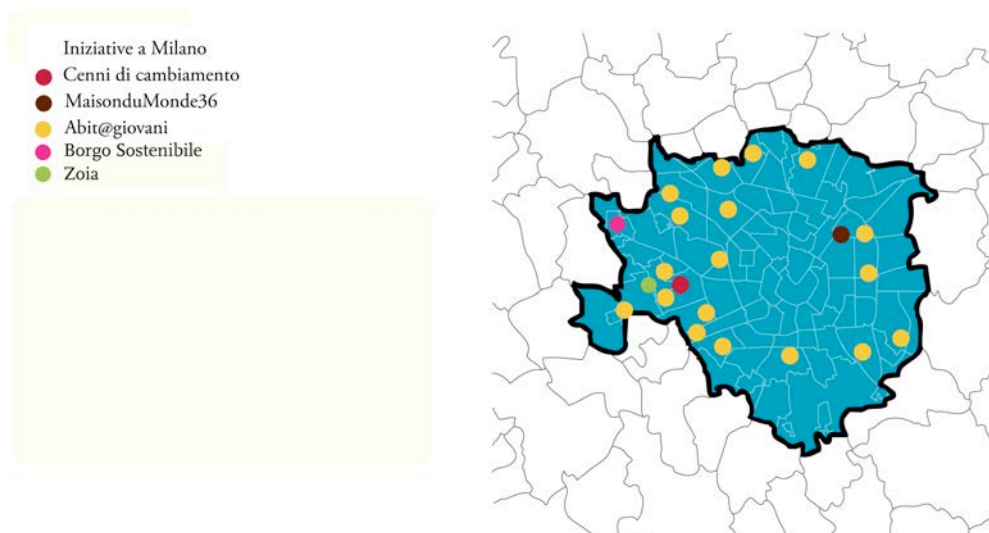 Iniziative a Milano
Cenni di cambiamento
MaisonduMonde36
Abit@giovani
Borgo Sostenibile
Zoia